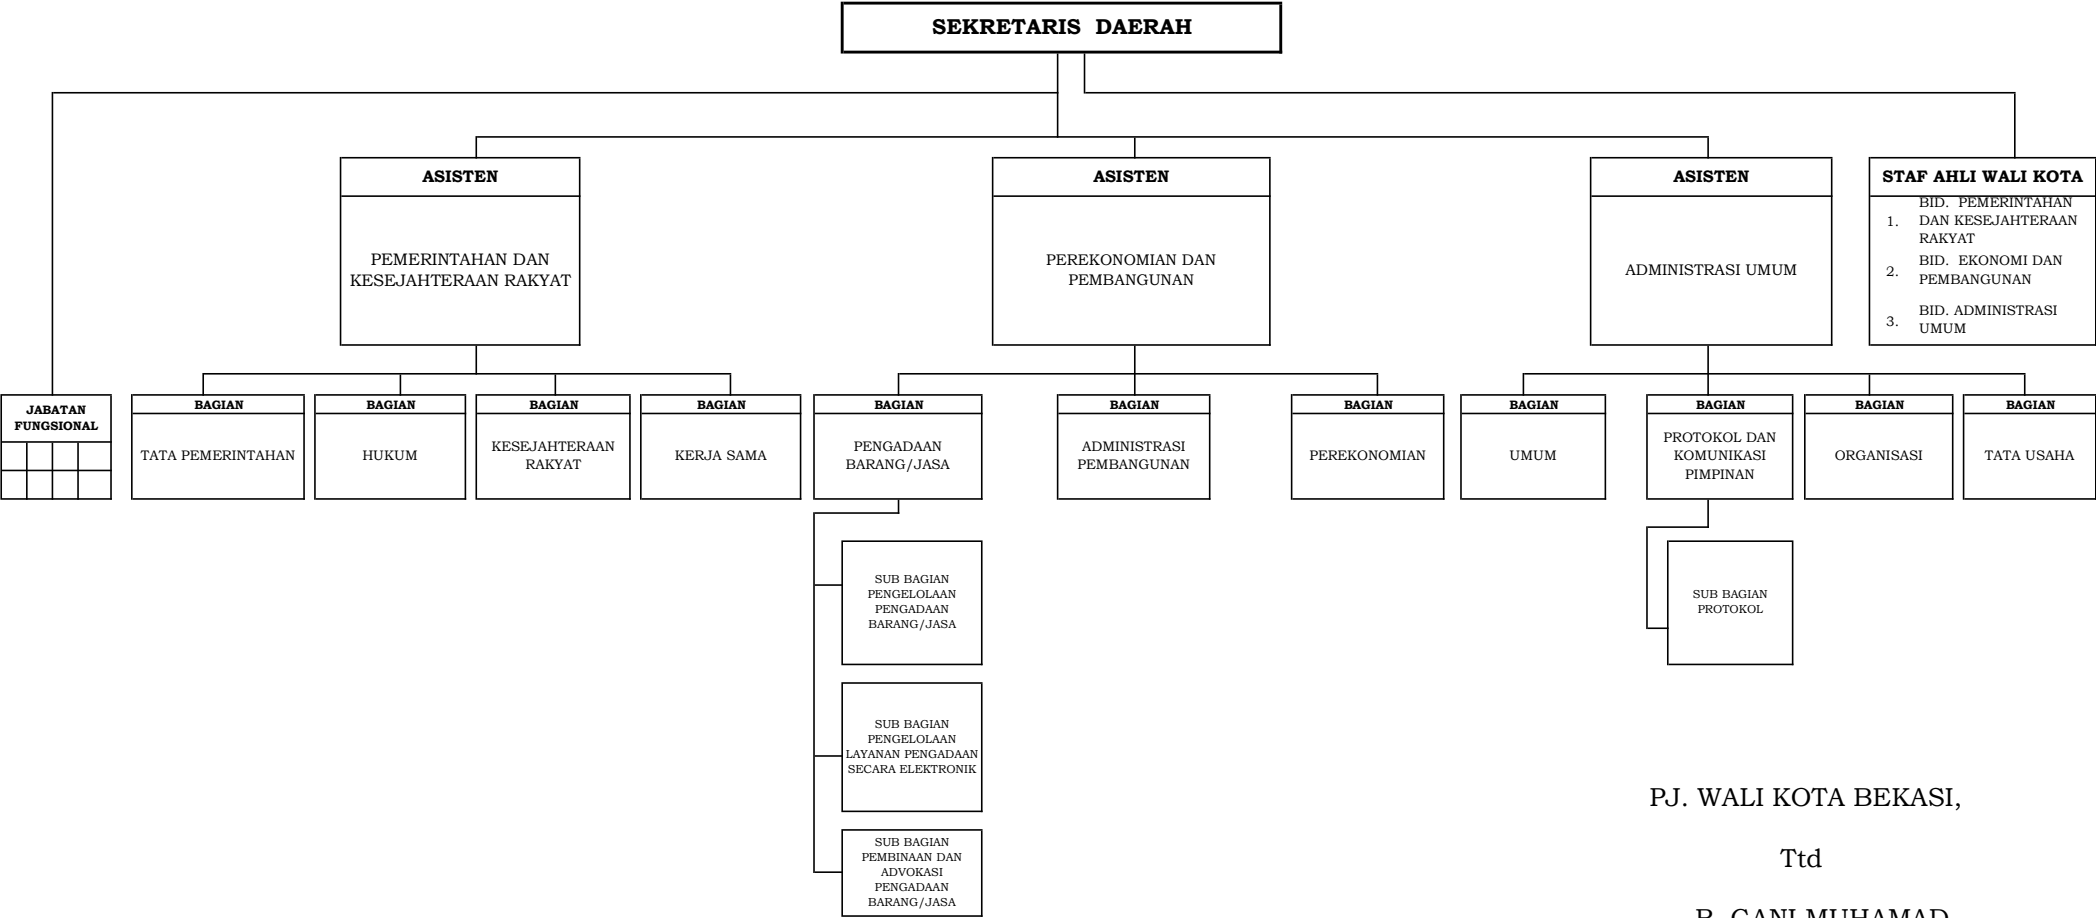 SEKRETARIS DAERAH
ASISTEN
PEMERINTAHAN DAN
KESEJAHTERAAN RAKYAT
ASISTEN
PEREKONOMIAN DAN
PEMBANGUNAN
ASISTEN
ADMINISTRASI UMUM
STAF AHLI WALI KOTA
1. BID. PEMERINTAHAN
DAN KESEJAHTERAAN
RAKYAT
2. BID. EKONOMI DAN
PEMBANGUNAN
3. BID. ADMINISTRASI
UMUM
JABATAN
FUNGSIONAL
BAGIAN
TATA PEMERINTAHAN
BAGIAN
HUKUM
BAGIAN
KESEJAHTERAAN
RAKYAT
BAGIAN
KERJA SAMA
BAGIAN
PENGADAAN
BARANG/JASA
BAGIAN
ADMINISTRASI
PEMBANGUNAN
BAGIAN
PEREKONOMIAN
BAGIAN
UMUM
BAGIAN
PROTOKOL DAN
KOMUNIKASI
PIMPINAN
BAGIAN
ORGANISASI
BAGIAN
TATA USAHA
SUB BAGIAN
PENGELOLAAN
PENGADAAN
BARANG/JASA
SUB BAGIAN
PENGELOLAAN
LAYANAN PENGADAAN
SECARA ELEKTRONIK
SUB BAGIAN
PEMBINAAN DAN
ADVOKASI
PENGADAAN
BARANG/JASA
SUB BAGIAN
PROTOKOL
PJ. WALI KOTA BEKASI,
Ttd
R. GANI MUHAMAD